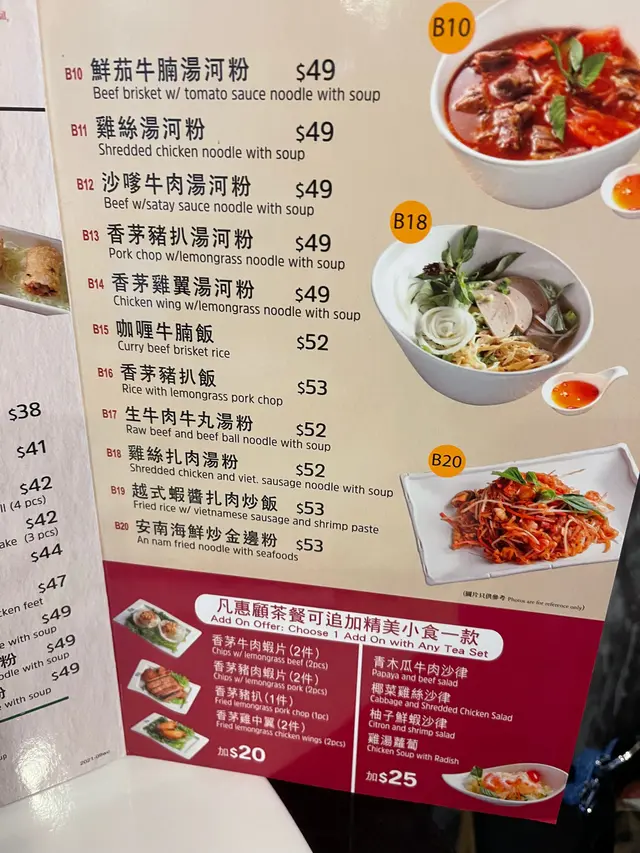 B10 鮮茄牛腩湯河粉 $49
Beef brisket w/ tomato sauce noodle with soup
B11 雞絲湯河粉 $49
Shredded chicken noodle with soup
B12 沙嗲牛肉湯河粉 $49
Beef w/satay sauce noodle with soup
B13 香茅豬扒湯河粉 $49
Pork chop w/lemongrass noodle with soup
B14 香茅雞翼湯河粉 $49
Chicken wing w/lemongrass noodle with soup
B15 咖喱牛腩飯 $52
Curry beef brisket rice
B16 香茅豬扒飯 $53
Rice with lemongrass pork chop
B17 生牛肉牛丸湯粉 $52
Raw beef and beef ball noodle with soup
B18 雞絲扎肉湯粉 $52
Shredded chicken and viet. sausage noodle with soup
B19 越式蝦醬扎肉炒飯 $53
Fried rice w/ vietnamese sausage and shrimp paste
B20 安南海鮮炒金邊粉 $53
An nam fried noodle with seafoods
B10
B18
B20
(圖片只供參考 Photos are for reference only)
凡惠顧茶餐可追加精美小食一款
Add On Offer: Choose 1 Add On with Any Tea Set
香茅牛肉蝦片(2件)
Chips w/ lemongrass beef (2pcs)
香茅豬肉蝦片(2件)
Chips w/ lemongrass pork (2pcs)
香茅豬扒(1件)
Fried lemongrass pork chop (1pc)
香茅雞中翼(2件)
Fried lemongrass chicken wings (2pcs)
加$20
青木瓜牛肉沙律
Papaya and beef salad
椰菜雞絲沙律
Cabbage and Shredded Chicken Salad
柚子鮮蝦沙律
Citron and shrimp salad
雞湯蘿蔔
Chicken Soup with Radish
加$25
$38
$41
$42
(4 pcs)
$42
(3 pcs)
$44
$47
feet
$49
with soup
粉 $49
with soup
$49
with soup